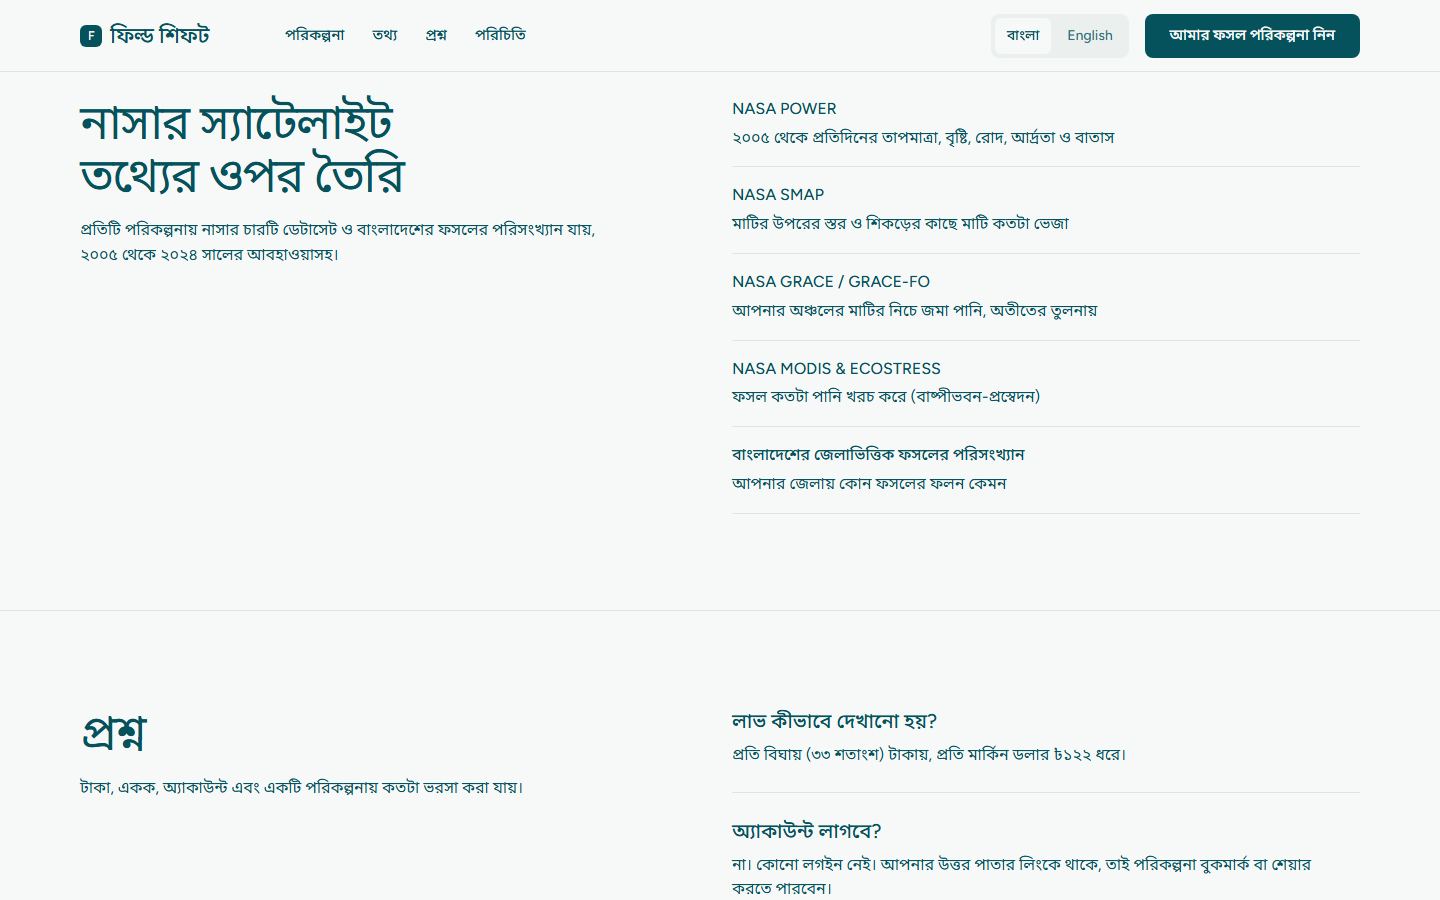 F ফিল্ড শিফট
পরিকল্পনা
তথ্য
প্রশ্ন
পরিচিতি
বাংলা
English
আমার ফসল পরিকল্পনা নিন
নাসার স্যাটেলাইট
তথ্যের ওপর তৈরি
প্রতিটি পরিকল্পনায় নাসার চারটি ডেটাসেট ও বাংলাদেশের ফসলের পরিসংখ্যান যায়,
২০০৫ থেকে ২০২৪ সালের আবহাওয়াসহ।
NASA POWER
২০০৫ থেকে প্রতিদিনের তাপমাত্রা, বৃষ্টি, রোদ, আর্দ্রতা ও বাতাস
NASA SMAP
মাটির উপরের স্তর ও শিকড়ের কাছে মাটি কতটা ভেজা
NASA GRACE / GRACE-FO
আপনার অঞ্চলের মাটির নিচে জমা পানি, অতীতের তুলনায়
NASA MODIS & ECOSTRESS
ফসল কতটা পানি খরচ করে (বাষ্পীভবন-প্রস্বেদন)
বাংলাদেশের জেলাভিত্তিক ফসলের পরিসংখ্যান
আপনার জেলায় কোন ফসলের ফলন কেমন
প্রশ্ন
টাকা, একক, অ্যাকাউন্ট এবং একটি পরিকল্পনায় কতটা ভরসা করা যায়।
লাভ কীভাবে দেখানো হয়?
প্রতি বিঘায় (৩৩ শতাংশ) টাকায়, প্রতি মার্কিন ডলার ৳১২২ ধরে।
অ্যাকাউন্ট লাগবে?
না। কোনো লগইন নেই। আপনার উত্তর পাতার লিংকে থাকে, তাই পরিকল্পনা বুকমার্ক বা শেয়ার
করতে পারবেন।